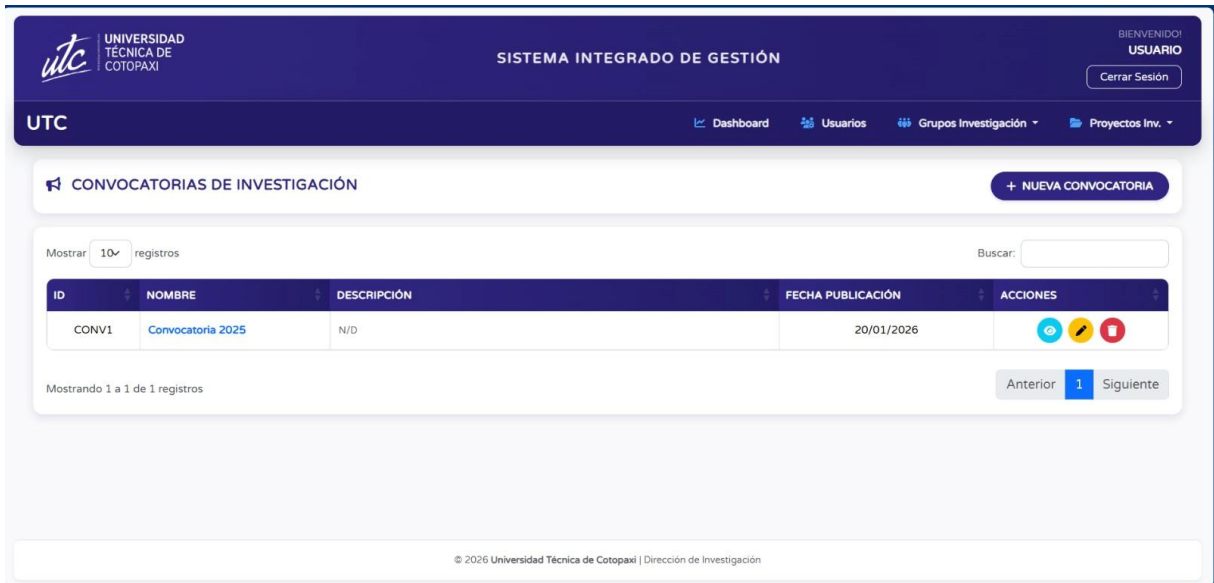 utc
UNIVERSIDAD
TÉCNICA DE
COTOPAXI
SISTEMA INTEGRADO DE GESTIÓN
BIENVENIDO!
USUARIO
Cerrar Sesión
UTC
Dashboard
Usuarios
Grupos Investigación
Proyectos Inv.
CONVOCATORIAS DE INVESTIGACIÓN
+ NUEVA CONVOCATORIA
Mostrar 10 registros
Buscar:
ID NOMBRE DESCRIPCIÓN FECHA PUBLICACIÓN ACCIONES
CONV1 Convocatoria 2025 N/D 20/01/2026
Mostrando 1 a 1 de 1 registros
Anterior 1 Siguiente
© 2026 Universidad Técnica de Cotopaxi | Dirección de Investigación